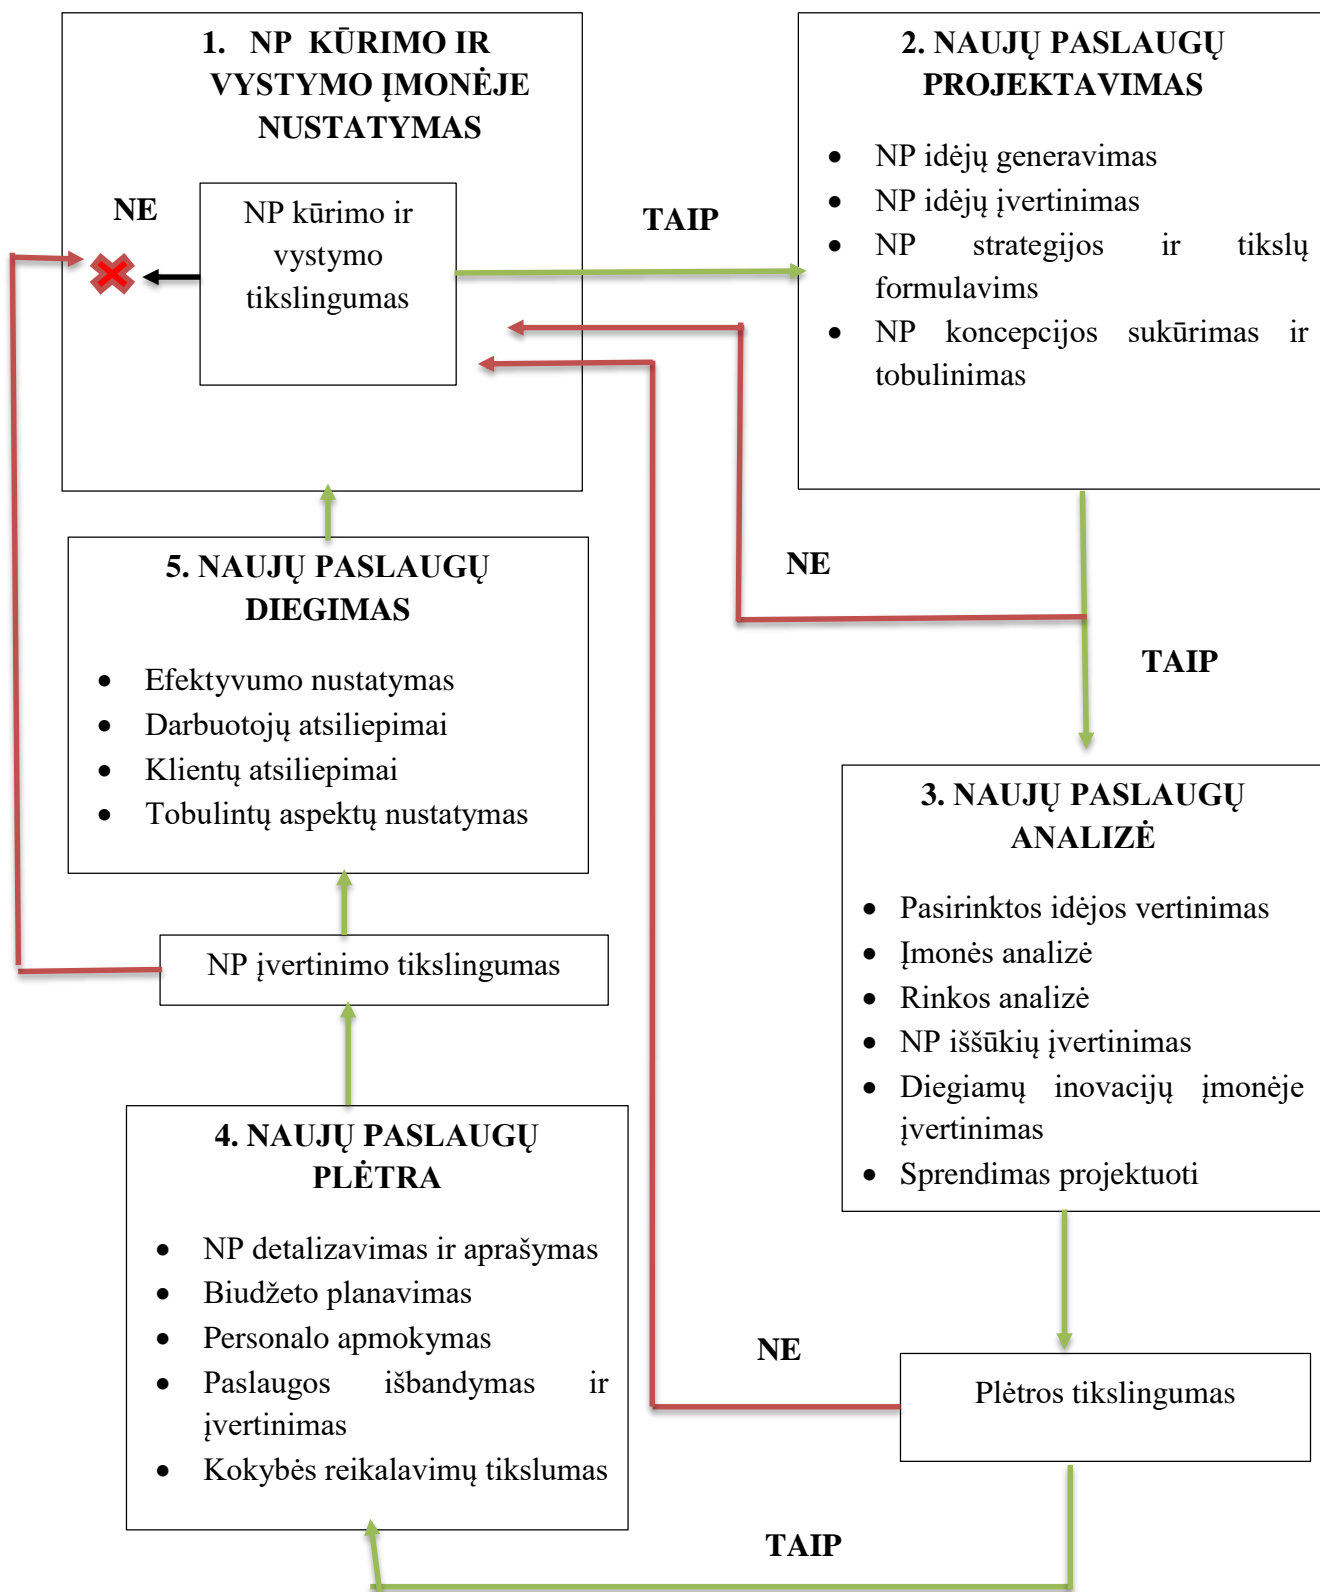 1. NP KŪRIMO IR
VYSTYMO ĮMONĖJE
NUSTATYMAS
NE
NP kūrimo ir
vystymo
tikslingumas
TAIP
2. NAUJŲ PASLAUGŲ
PROJEKTAVIMAS
• NP idėjų generavimas
• NP idėjų įvertinimas
• NP strategijos ir tikslų
formulavims
• NP koncepcijos sukūrimas ir
tobulinimas
NE
TAIP
5. NAUJŲ PASLAUGŲ
DIEGIMAS
• Efektyvumo nustatymas
• Darbuotojų atsiliepimai
• Klientų atsiliepimai
• Tobulintų aspektų nustatymas
3. NAUJŲ PASLAUGŲ
ANALIZĖ
• Pasirinktos idėjos vertinimas
• Įmonės analizė
• Rinkos analizė
• NP iššūkių įvertinimas
• Diegiamų inovacijų įmonėje
įvertinimas
• Sprendimas projektuoti
NP įvertinimo tikslingumas
4. NAUJŲ PASLAUGŲ
PLĖTRA
• NP detalizavimas ir aprašymas
• Biudžeto planavimas
• Personalo apmokymas
• Paslaugos išbandymas ir
įvertinimas
• Kokybės reikalavimų tikslumas
NE
Plėtros tikslingumas
TAIP